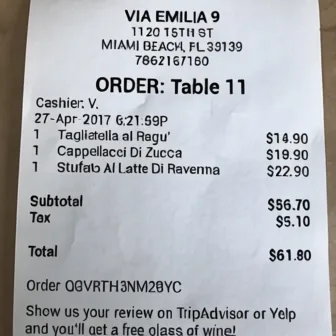 VIA EMILIA 9
1120 15TH ST
MIAMI BEACH, FL 39139
7862167160
ORDER: Table 11
Cashier: V.
27-Apr-2017 6:21:59P
1 Tagliatella al Ragu' $14.90
1 Cappellacci Di Zucca $19.90
1 Stufato Al Latte Di Ravenna $22.90
Subtotal $56.70
Tax $5.10
Total $61.80
Order
Show us your review on TripAdvisor or Yelp
and you'll get a free glass of wine!